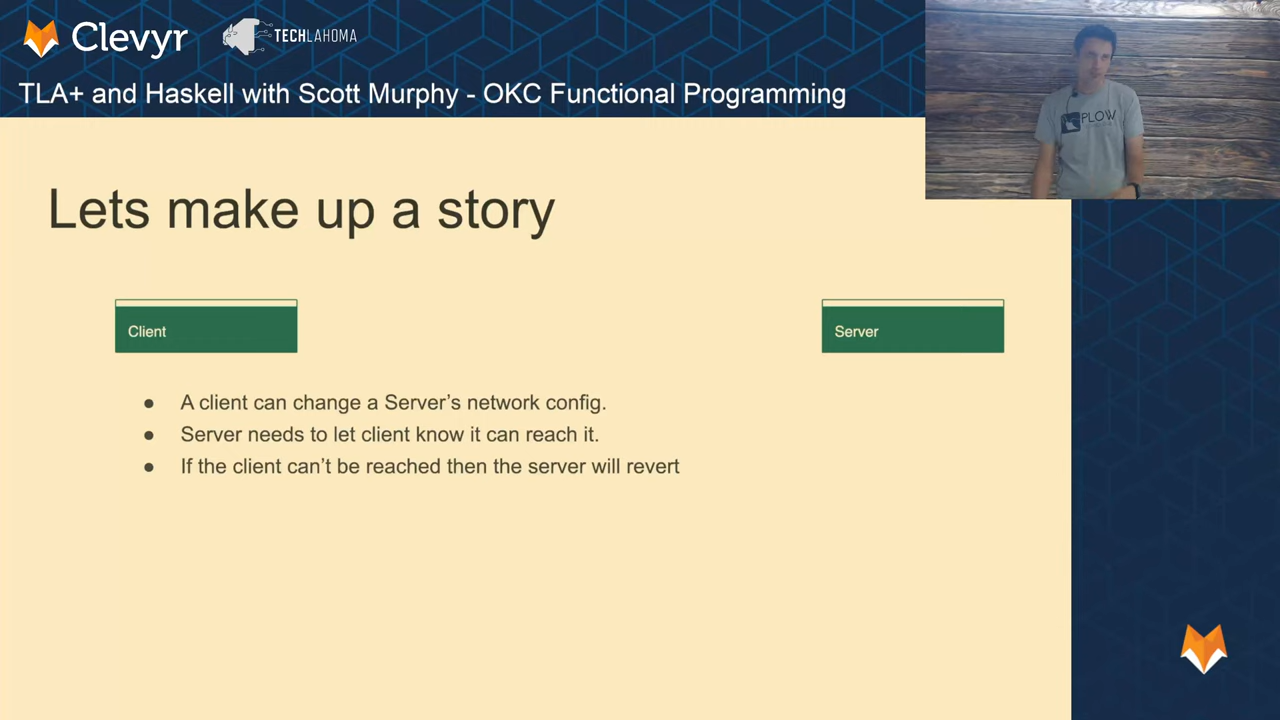 Clevyr
TECHLAHOMA
TLA+ and Haskell with Scott Murphy - OKC Functional Programming
PLOW
Lets make up a story
Client
Server
● A client can change a Server's network config.
● Server needs to let client know it can reach it.
● If the client can't be reached then the server will revert